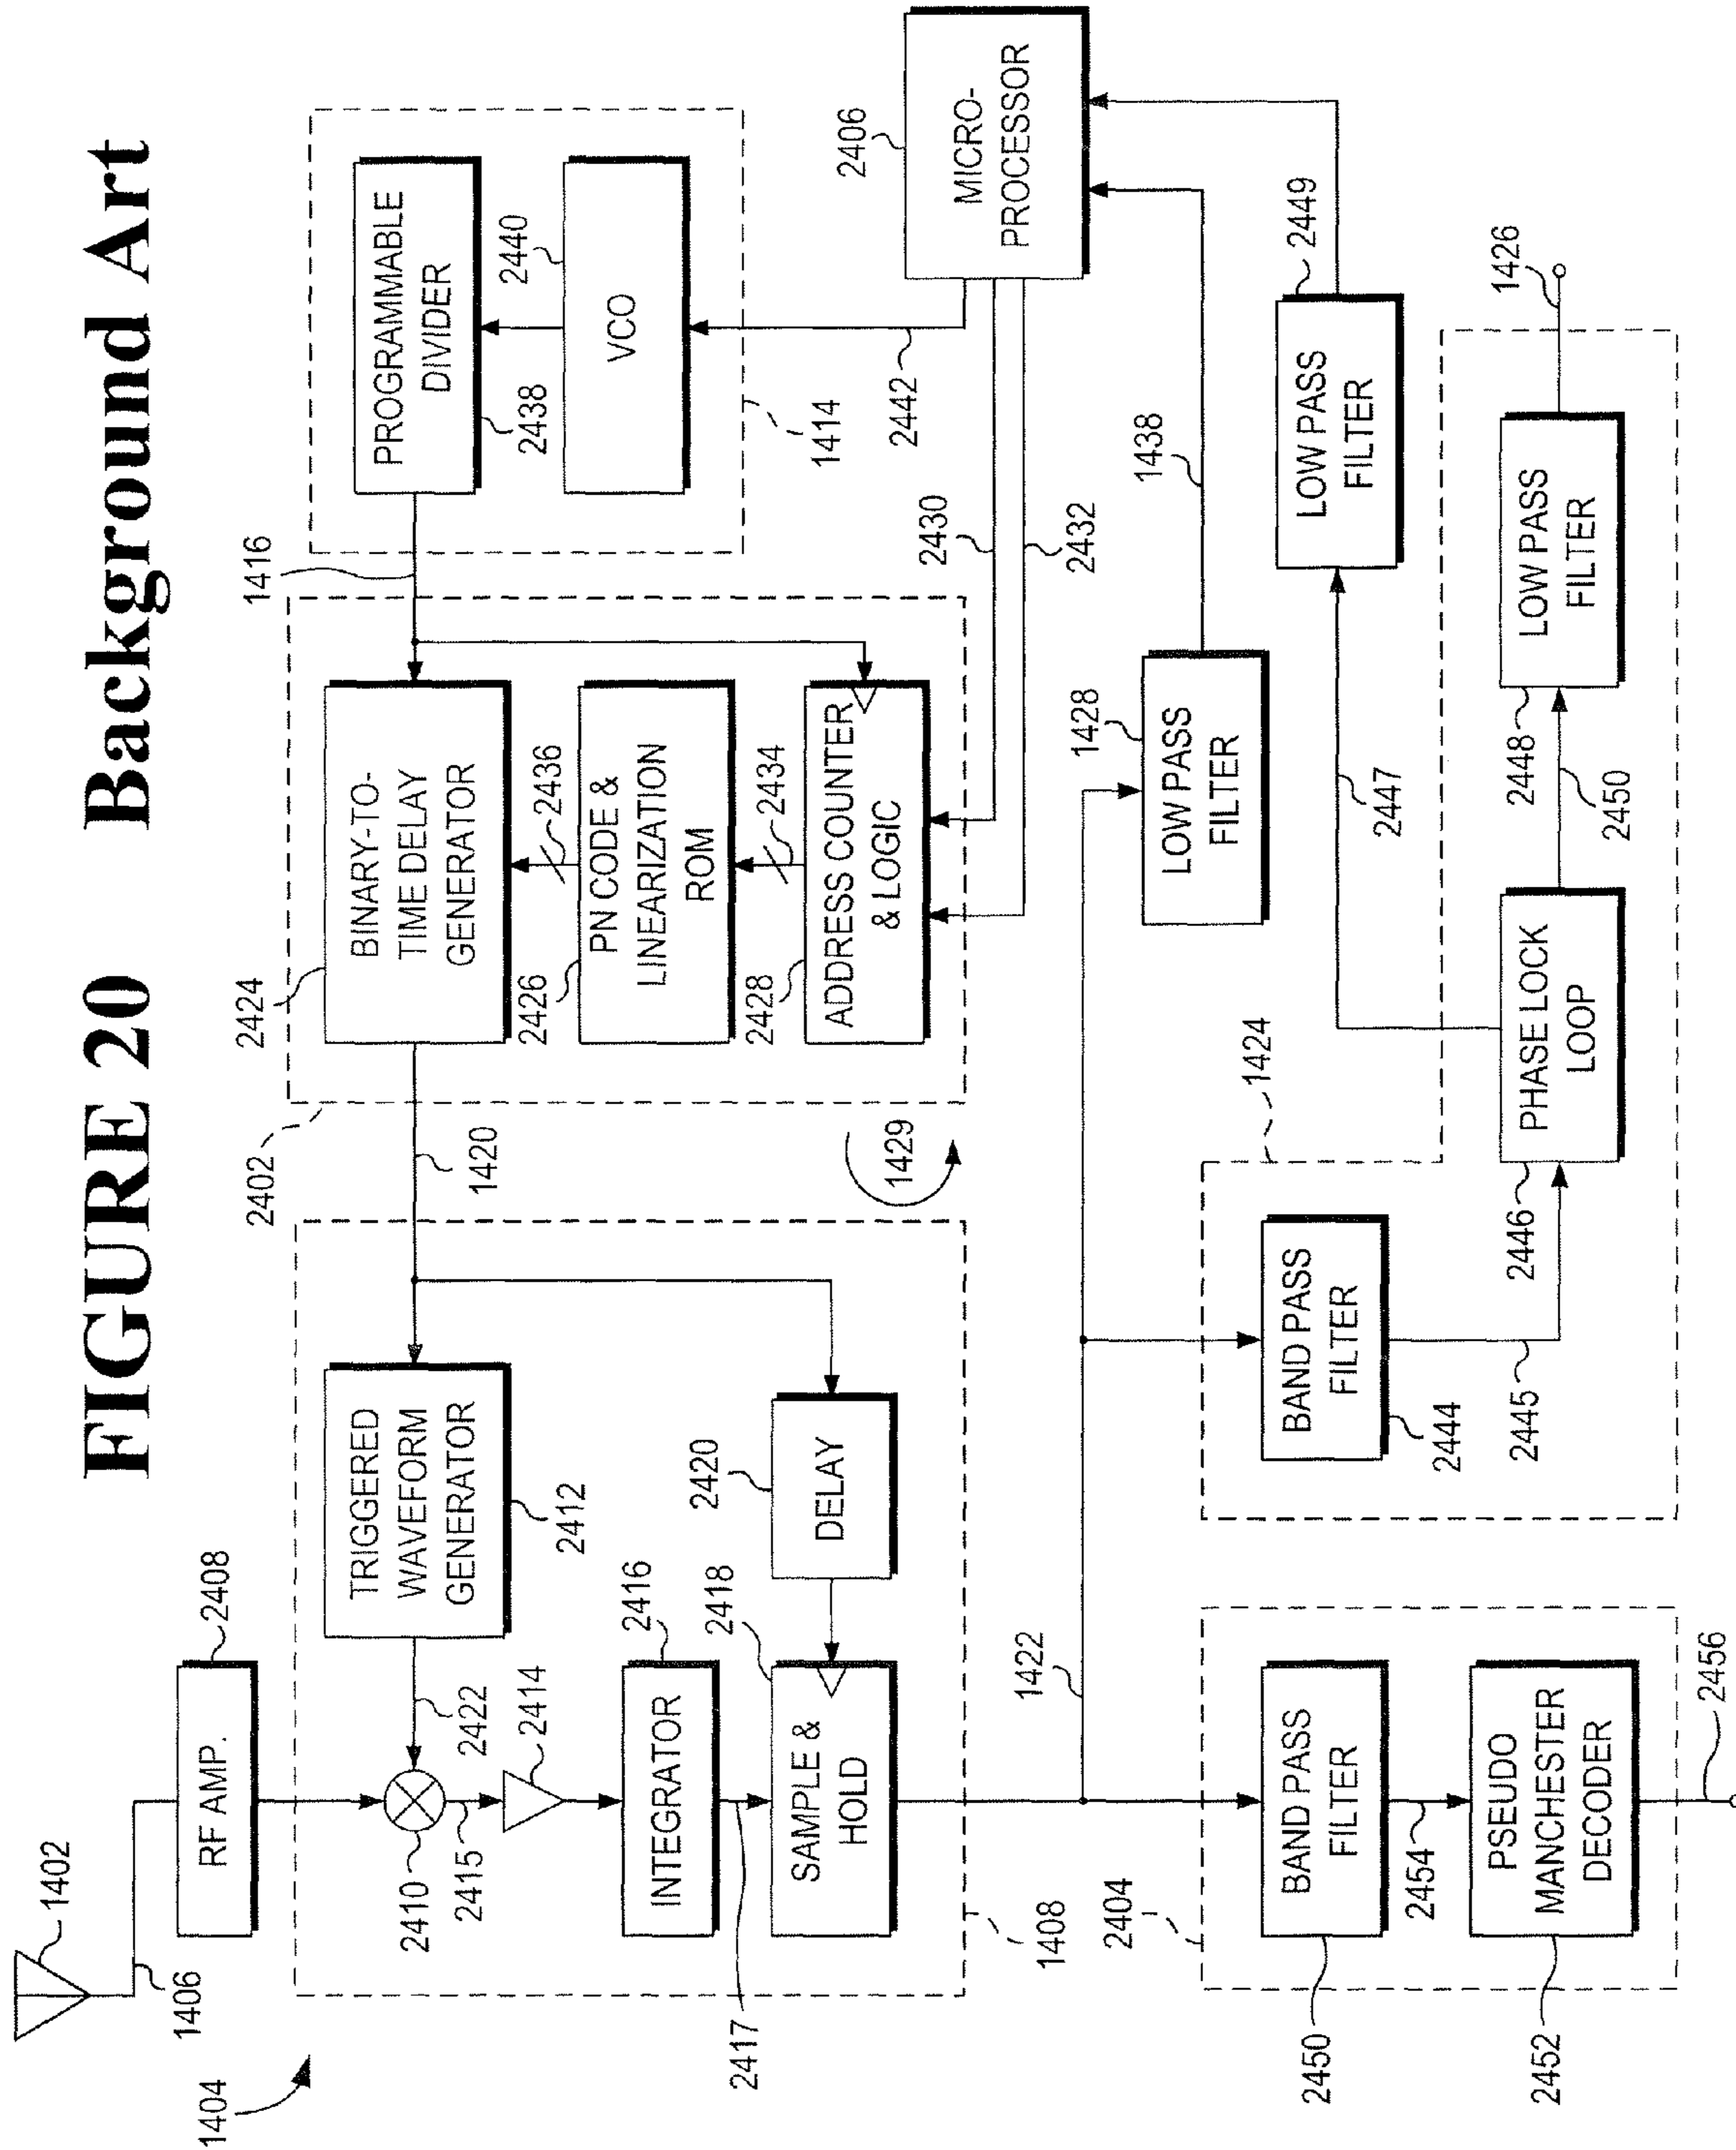 FIGURE 20 Background Art
1402
1406
1404
RF AMP.
2408
2410
2415
2414
2422
TRIGGERED
WAVEFORM
GENERATOR
2412
INTEGRATOR
2416
2417
SAMPLE &
HOLD
2418
DELAY
2420
1408
1420
1429
2402
2424
BINARY-TO-
TIME DELAY
GENERATOR
2436
2426
PN CODE &
LINEARIZATION
ROM
2434
2428
ADDRESS COUNTER
& LOGIC
1416
PROGRAMMABLE
DIVIDER
2438
2440
VCO
1414
2442
2430
2432
2406
MICRO-
PROCESSOR
1422
1428
LOW PASS
FILTER
1438
2404
BAND PASS
FILTER
2450
2454
PSEUDO
MANCHESTER
DECODER
2452
2456
1424
BAND PASS
FILTER
2444
2445
2446
PHASE LOCK
LOOP
2447
LOW PASS
FILTER
2449
2450
2448
LOW PASS
FILTER
1426